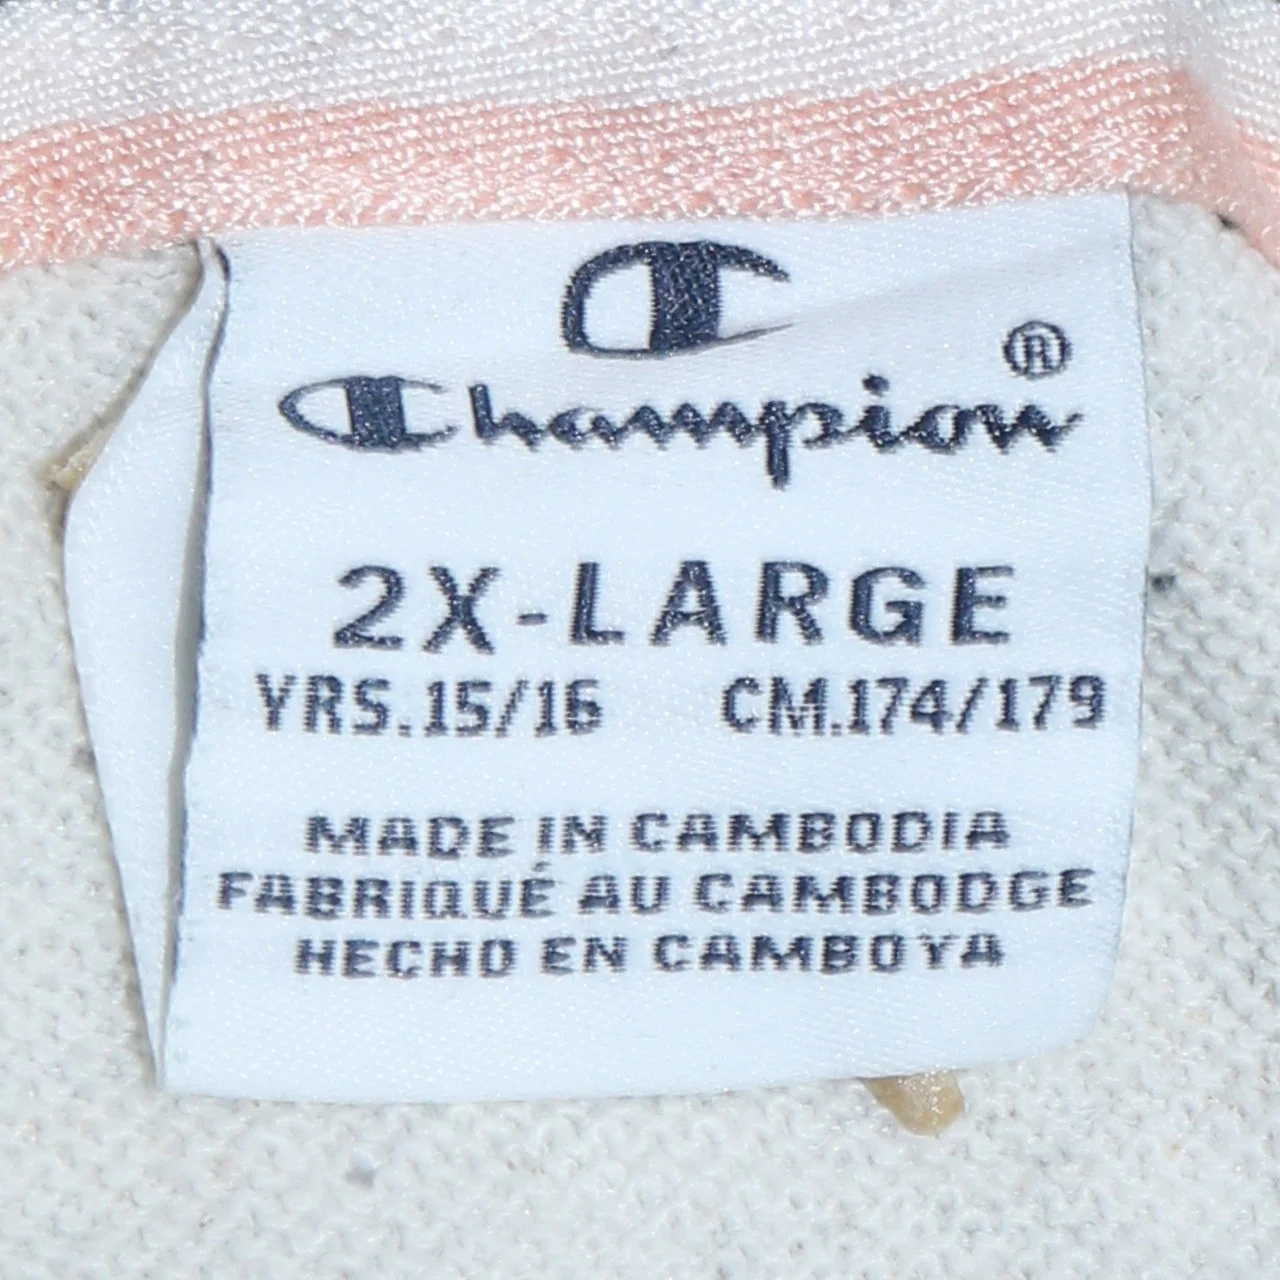 Champion®
2X-LARGE
YRS.15/16 CM.174/179
MADE IN CAMBODIA
FABRIQUÉ AU CAMBODGE
HECHO EN CAMBOYA